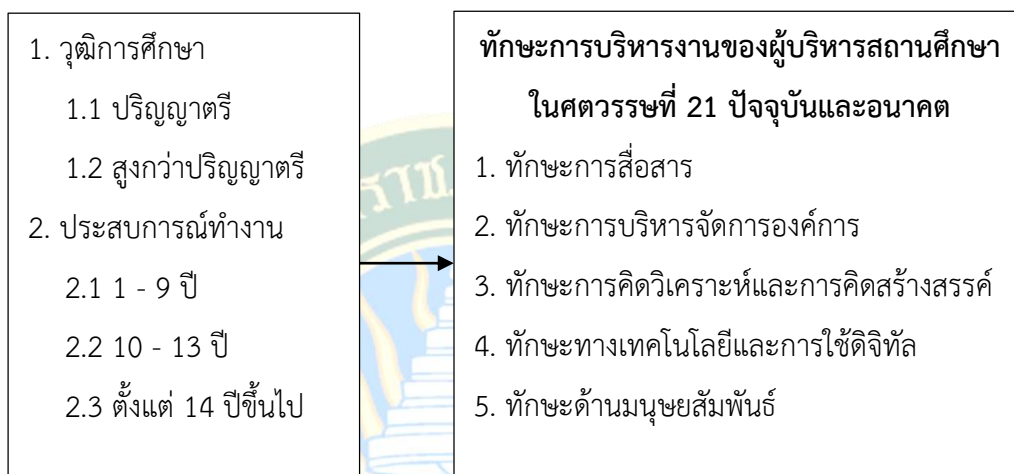 1. วุฒิการศึกษา
1.1 ปริญญาตรี
1.2 สูงกว่าปริญญาตรี
2. ประสบการณ์ทำงาน
2.1 1 - 9 ปี
2.2 10 - 13 ปี
2.3 ตั้งแต่ 14 ปีขึ้นไป
ทักษะการบริหารงานของผู้บริหารสถานศึกษา
ในศตวรรษที่ 21 ปัจจุบันและอนาคต
1. ทักษะการสื่อสาร
2. ทักษะการบริหารจัดการองค์การ
3. ทักษะการคิดวิเคราะห์และการคิดสร้างสรรค์
4. ทักษะทางเทคโนโลยีและการใช้ดิจิทัล
5. ทักษะด้านมนุษยสัมพันธ์